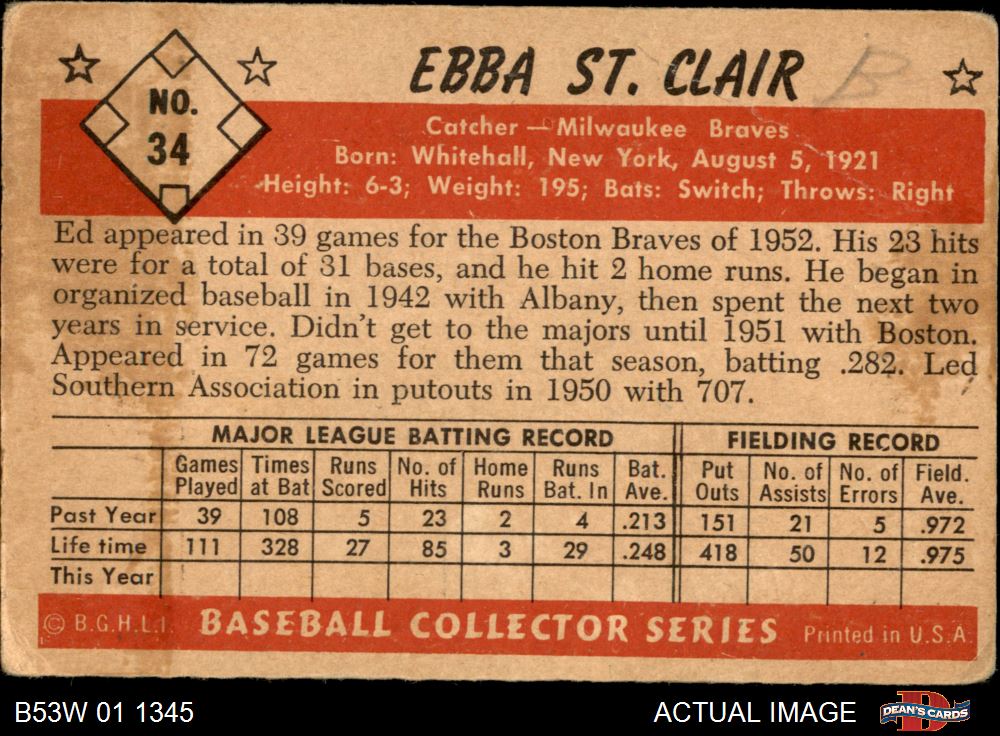 NO.
34
EBBA ST. CLAIR B
Catcher — Milwaukee Braves
Born: Whitehall, New York, August 5, 1921
Height: 6-3; Weight: 195; Bats: Switch; Throws: Right
Ed appeared in 39 games for the Boston Braves of 1952. His 23 hits
were for a total of 31 bases, and he hit 2 home runs. He began in
organized baseball in 1942 with Albany, then spent the next two
years in service. Didn't get to the majors until 1951 with Boston.
Appeared in 72 games for them that season, batting .282. Led
Southern Association in putouts in 1950 with 707.
MAJOR LEAGUE BATTING RECORD FIELDING RECORD
Games Times Runs No. of Home Runs Bat. Put No. of No. of Field.
Played at Bat Scored Hits Runs Bat. In Ave. Outs Assists Errors Ave.
Past Year 39 108 5 23 2 4 .213 151 21 5 .972
Life time 111 328 27 85 3 29 .248 418 50 12 .975
This Year
© B.G.H.L.I. BASEBALL COLLECTOR SERIES Printed in U.S.A.
B53W 01 1345 ACTUAL IMAGE DEAN'S CARDS